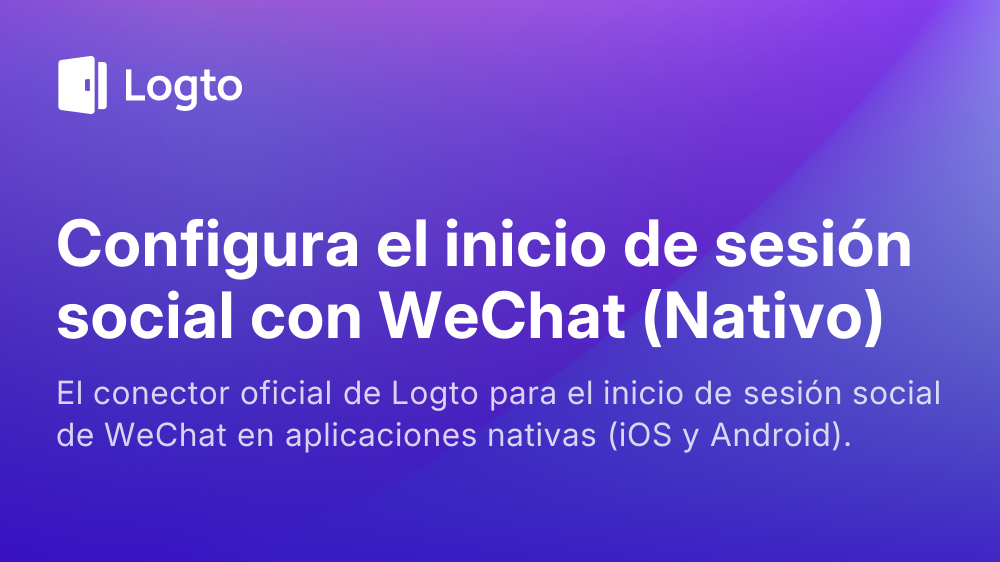 Logto
Configura el inicio de sesión
social con WeChat (Nativo)
El conector oficial de Logto para el inicio de sesión social
de WeChat en aplicaciones nativas (iOS y Android).